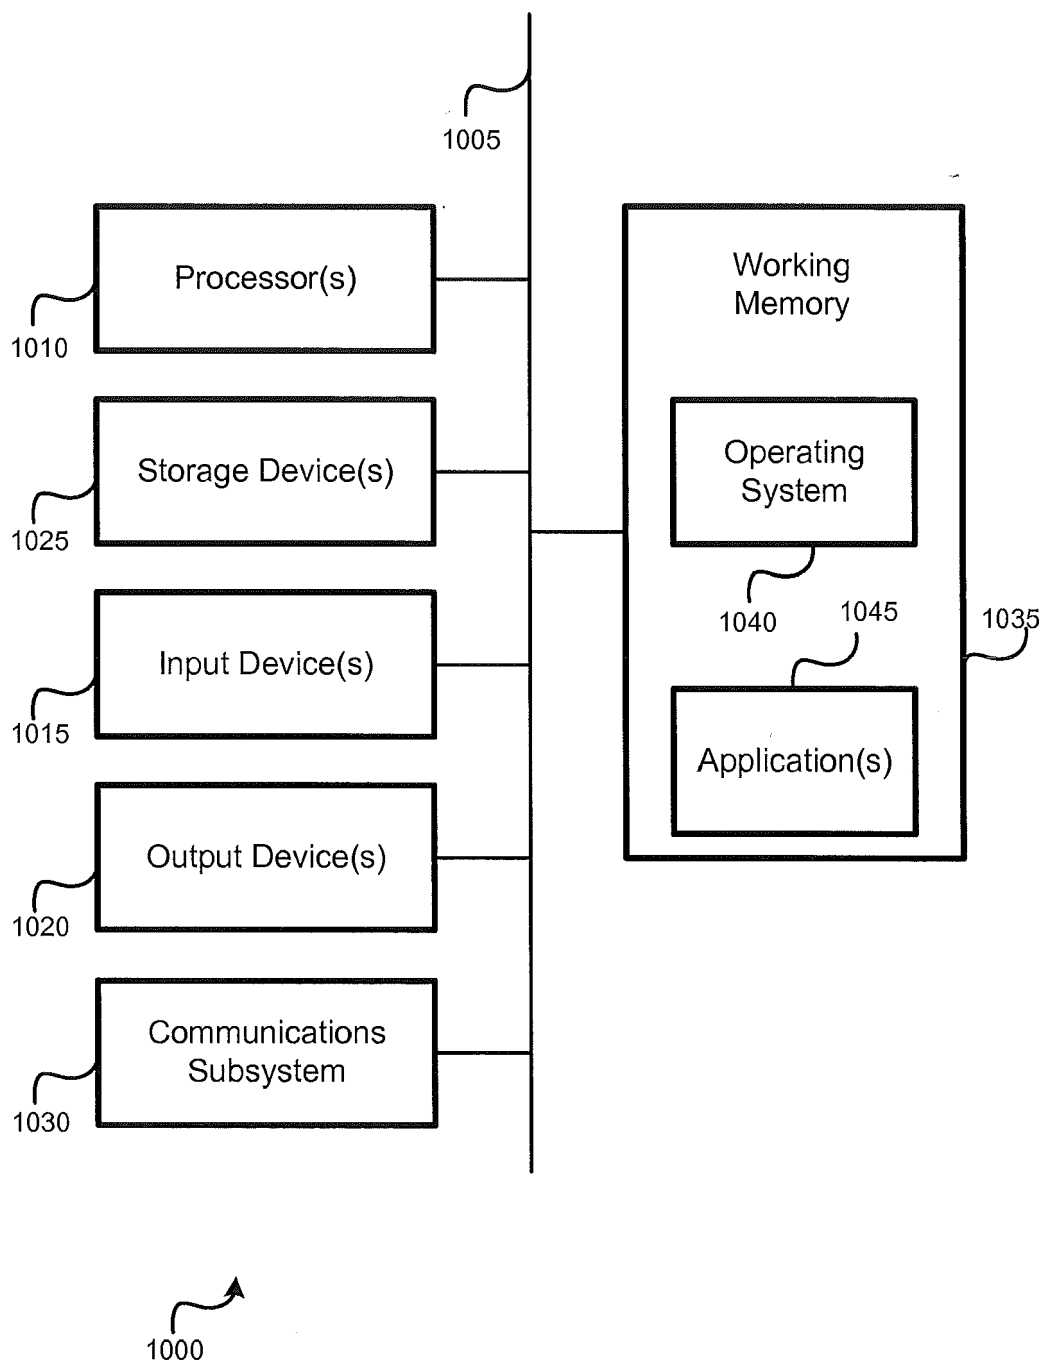 1005
Processor(s)
1010
Storage Device(s)
1025
Input Device(s)
1015
Output Device(s)
1020
Communications
Subsystem
1030
Working
Memory
Operating
System
1040
1045
1035
Application(s)
1000